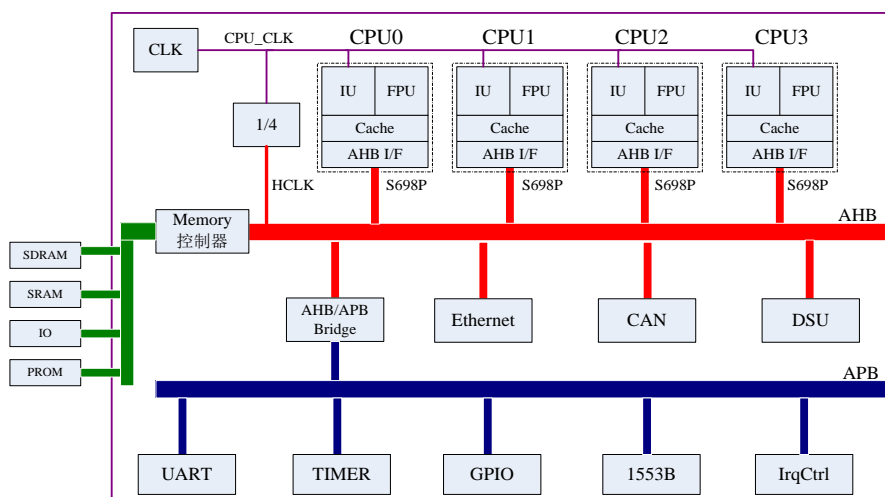 CPU_CLK
CPU0
CPU1
CPU2
CPU3
CLK
IU
FPU
IU
FPU
IU
FPU
IU
FPU
1/4
Cache
Cache
Cache
Cache
AHB I/F
AHB I/F
AHB I/F
AHB I/F
HCLK
S698P
S698P
S698P
S698P
Memory
控制器
AHB
SDRAM
SRAM
IO
PROM
AHB/APB
Bridge
Ethernet
CAN
DSU
APB
UART
TIMER
GPIO
1553B
IrqCtrl